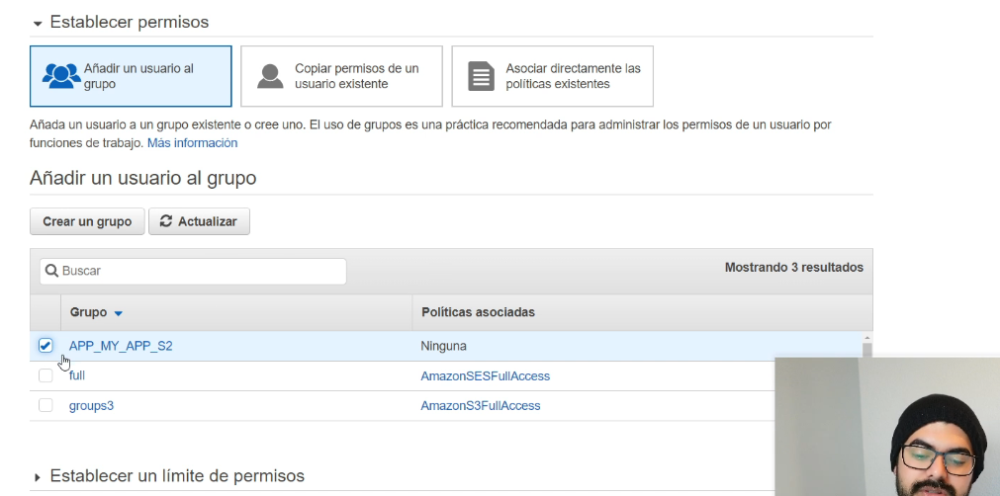 Establecer permisos
Añadir un usuario al
grupo
Copiar permisos de un
usuario existente
Asociar directamente las
políticas existentes
Añada un usuario a un grupo existente o cree uno. El uso de grupos es una práctica recomendada para administrar los permisos de un usuario por
funciones de trabajo. Más información
Añadir un usuario al grupo
Crear un grupo Actualizar
Buscar Mostrando 3 resultados
Grupo Políticas asociadas
APP_MY_APP_S2 Ninguna
full AmazonSESFullAccess
groups3 AmazonS3FullAccess
Establecer un límite de permisos